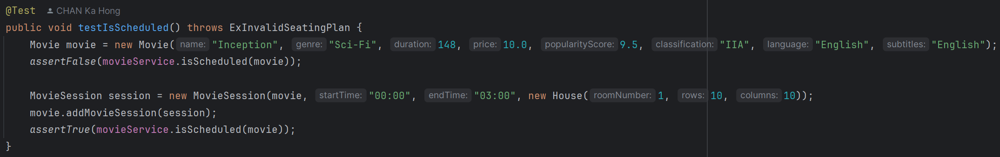 @Test CHAN Ka Hong
public void testIsScheduled() throws ExInvalidSeatingPlan {
Movie movie = new Movie( name: "Inception", genre: "Sci-Fi", duration: 148, price: 10.0, popularityScore: 9.5, classification: "IIA", language: "English", subtitles: "English");
assertFalse(movieService.isScheduled(movie));
MovieSession session = new MovieSession(movie, startTime: "00:00", endTime: "03:00", new House( roomNumber: 1, rows: 10, columns: 10));
movie.addMovieSession(session);
assertTrue(movieService.isScheduled(movie));
}